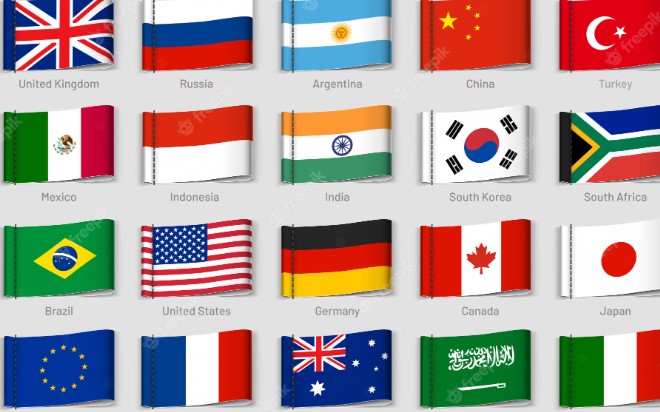 United Kingdom
Russia
Argentina
China
Turkey
Mexico
Indonesia
India
South Korea
South Africa
Brazil
United States
Germany
Canada
Japan